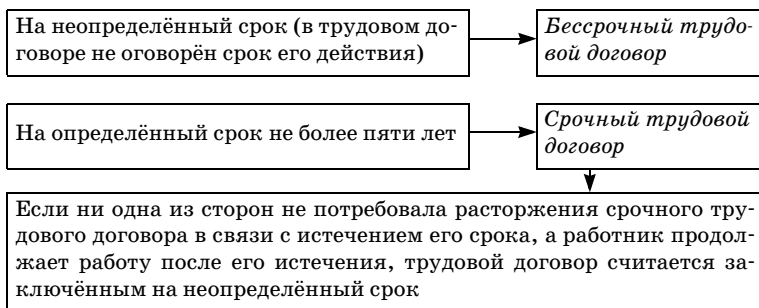 На неопределённый срок (в трудовом до-
говоре не оговорён срок его действия)
Бессрочный трудо-
вой договор
На определённый срок не более пяти лет
Срочный трудовой
договор
Если ни одна из сторон не потребовала расторжения срочного тру-
дового договора в связи с истечением его срока, а работник продол-
жает работу после его истечения, трудовой договор считается за-
ключённым на неопределённый срок